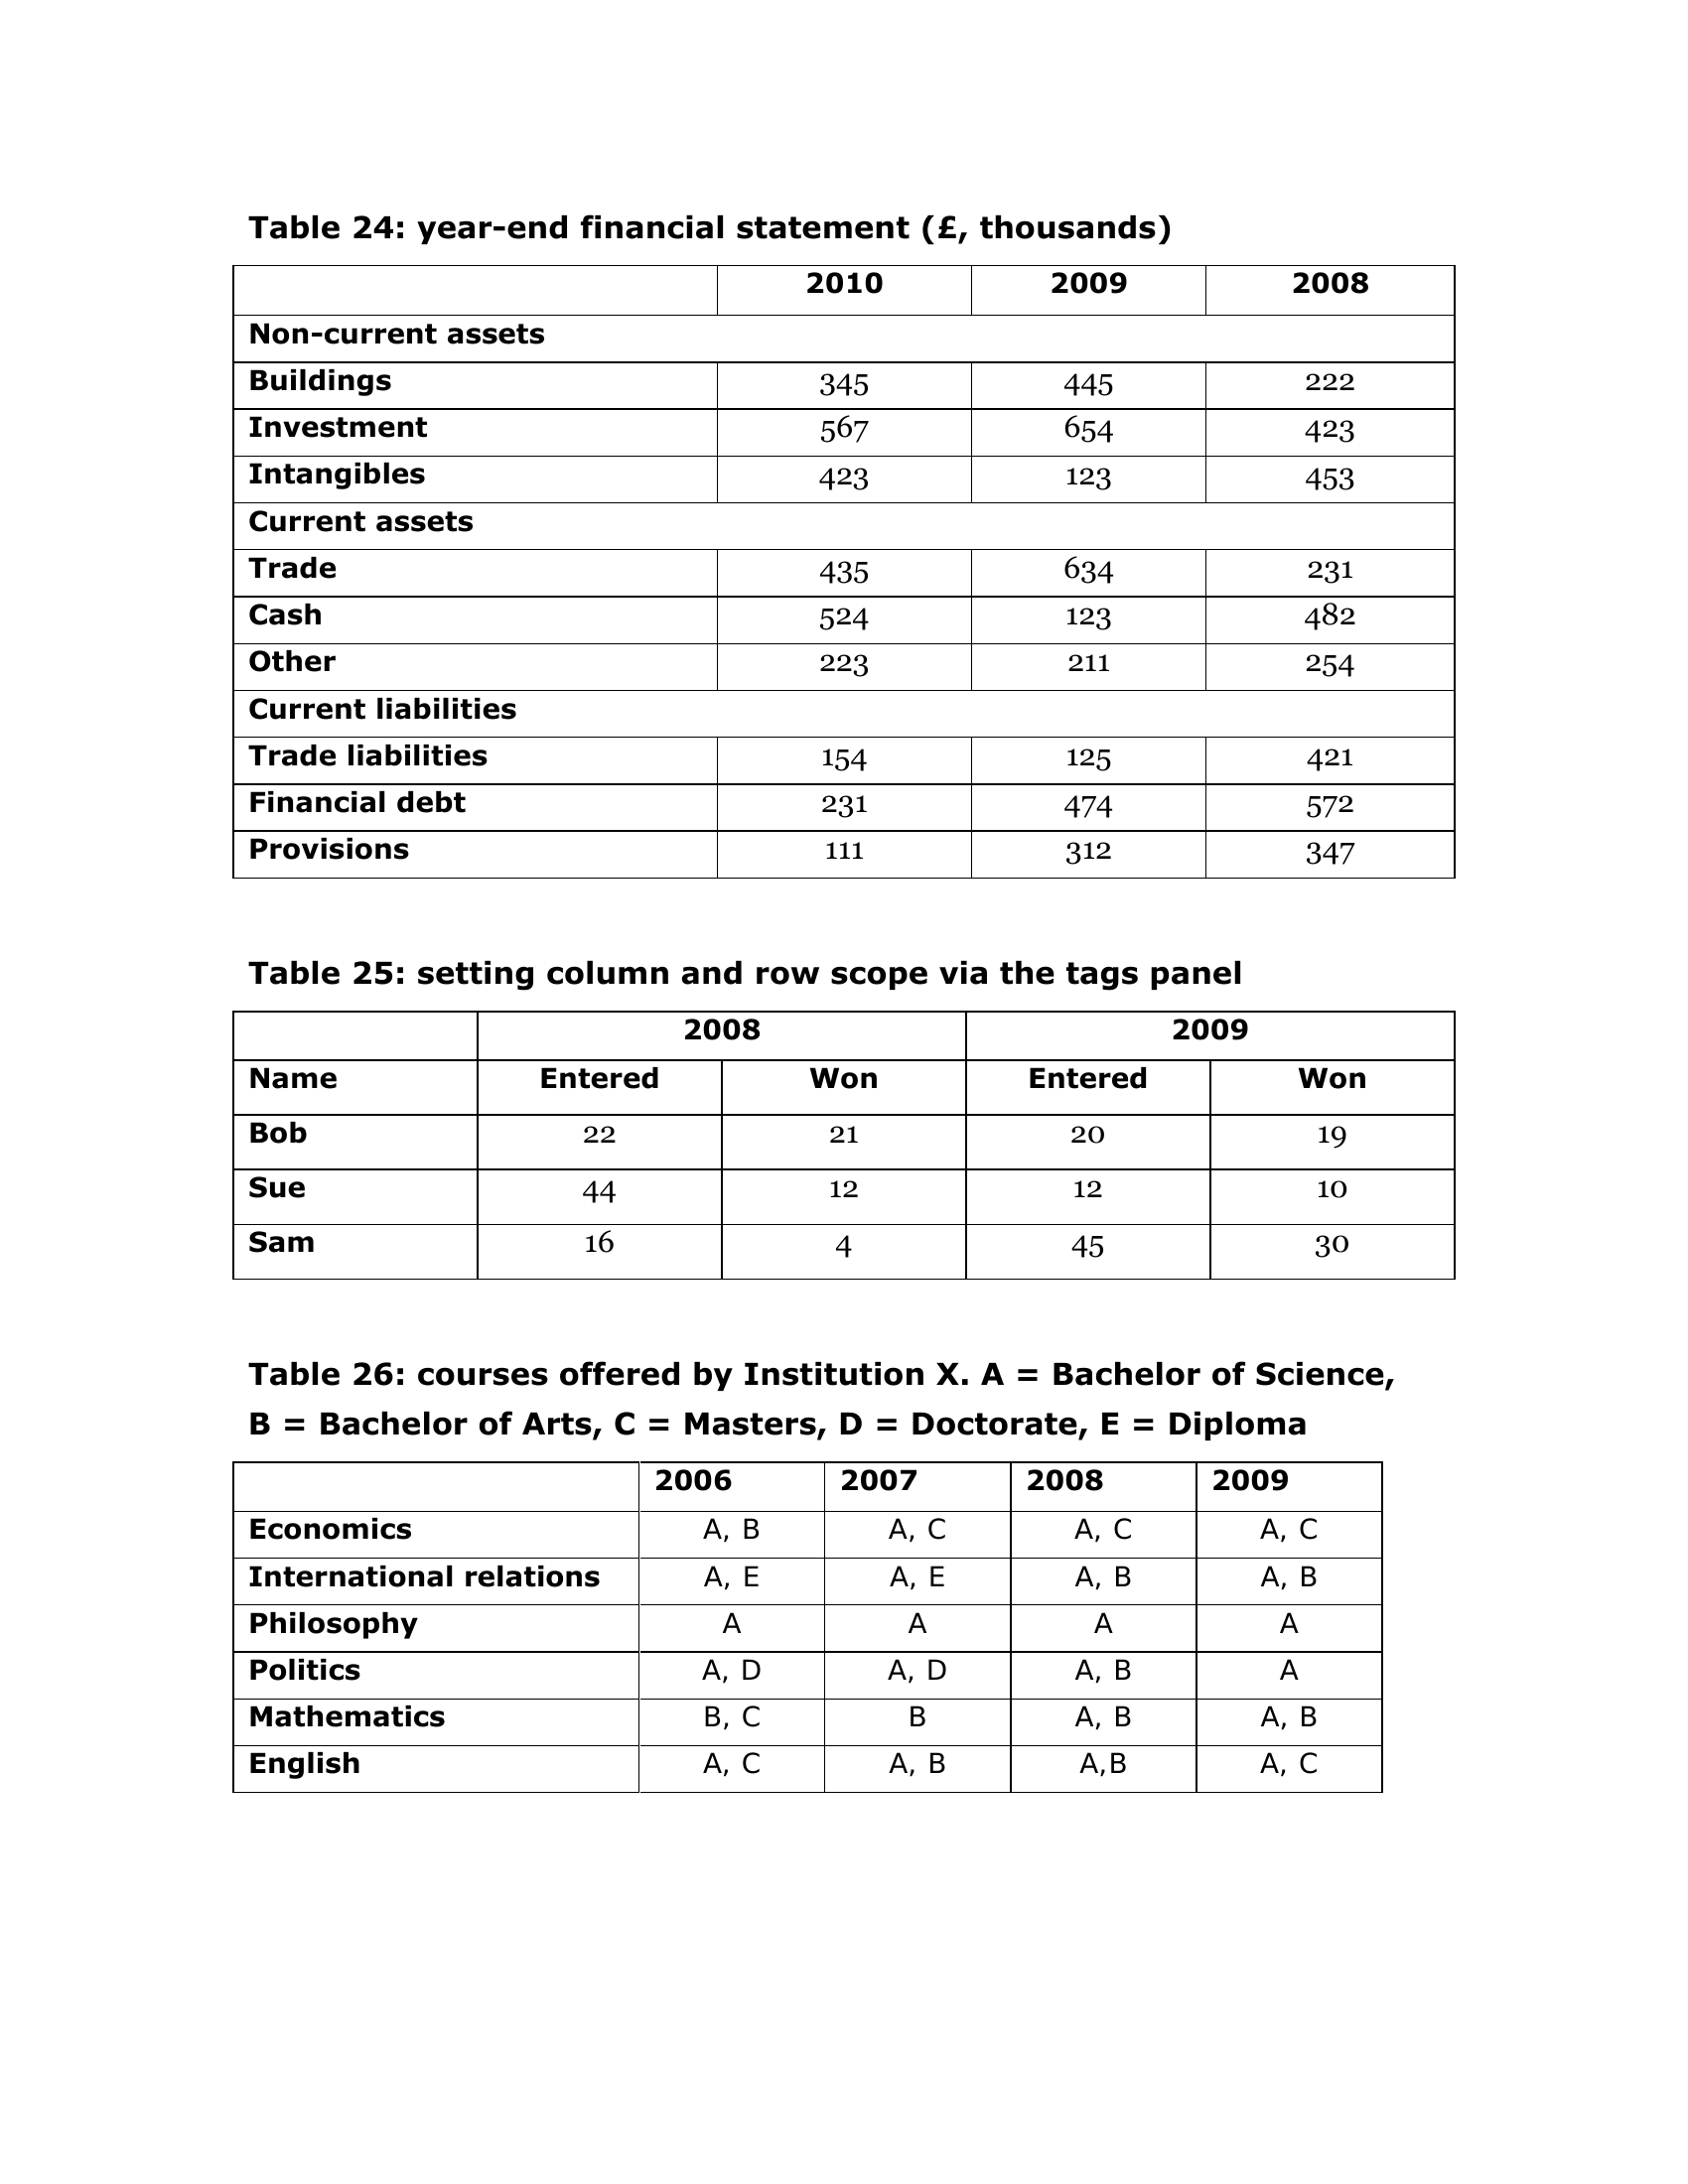 Table 24: year-end financial statement (£, thousands)
2010 2009 2008
Non-current assets
Buildings 345 445 222
Investment 567 654 423
Intangibles 423 123 453
Current assets
Trade 435 634 231
Cash 524 123 482
Other 223 211 254
Current liabilities
Trade liabilities 154 125 421
Financial debt 231 474 572
Provisions 111 312 347
Table 25: setting column and row scope via the tags panel
2008 2009
Name Entered Won Entered Won
Bob 22 21 20 19
Sue 44 12 12 10
Sam 16 4 45 30
Table 26: courses offered by Institution X. A = Bachelor of Science,
B = Bachelor of Arts, C = Masters, D = Doctorate, E = Diploma
2006 2007 2008 2009
Economics A, B A, C A, C A, C
International relations A, E A, E A, B A, B
Philosophy A A A A
Politics A, D A, D A, B A
Mathematics B, C B A, B A, B
English A, C A, B A,B A, C